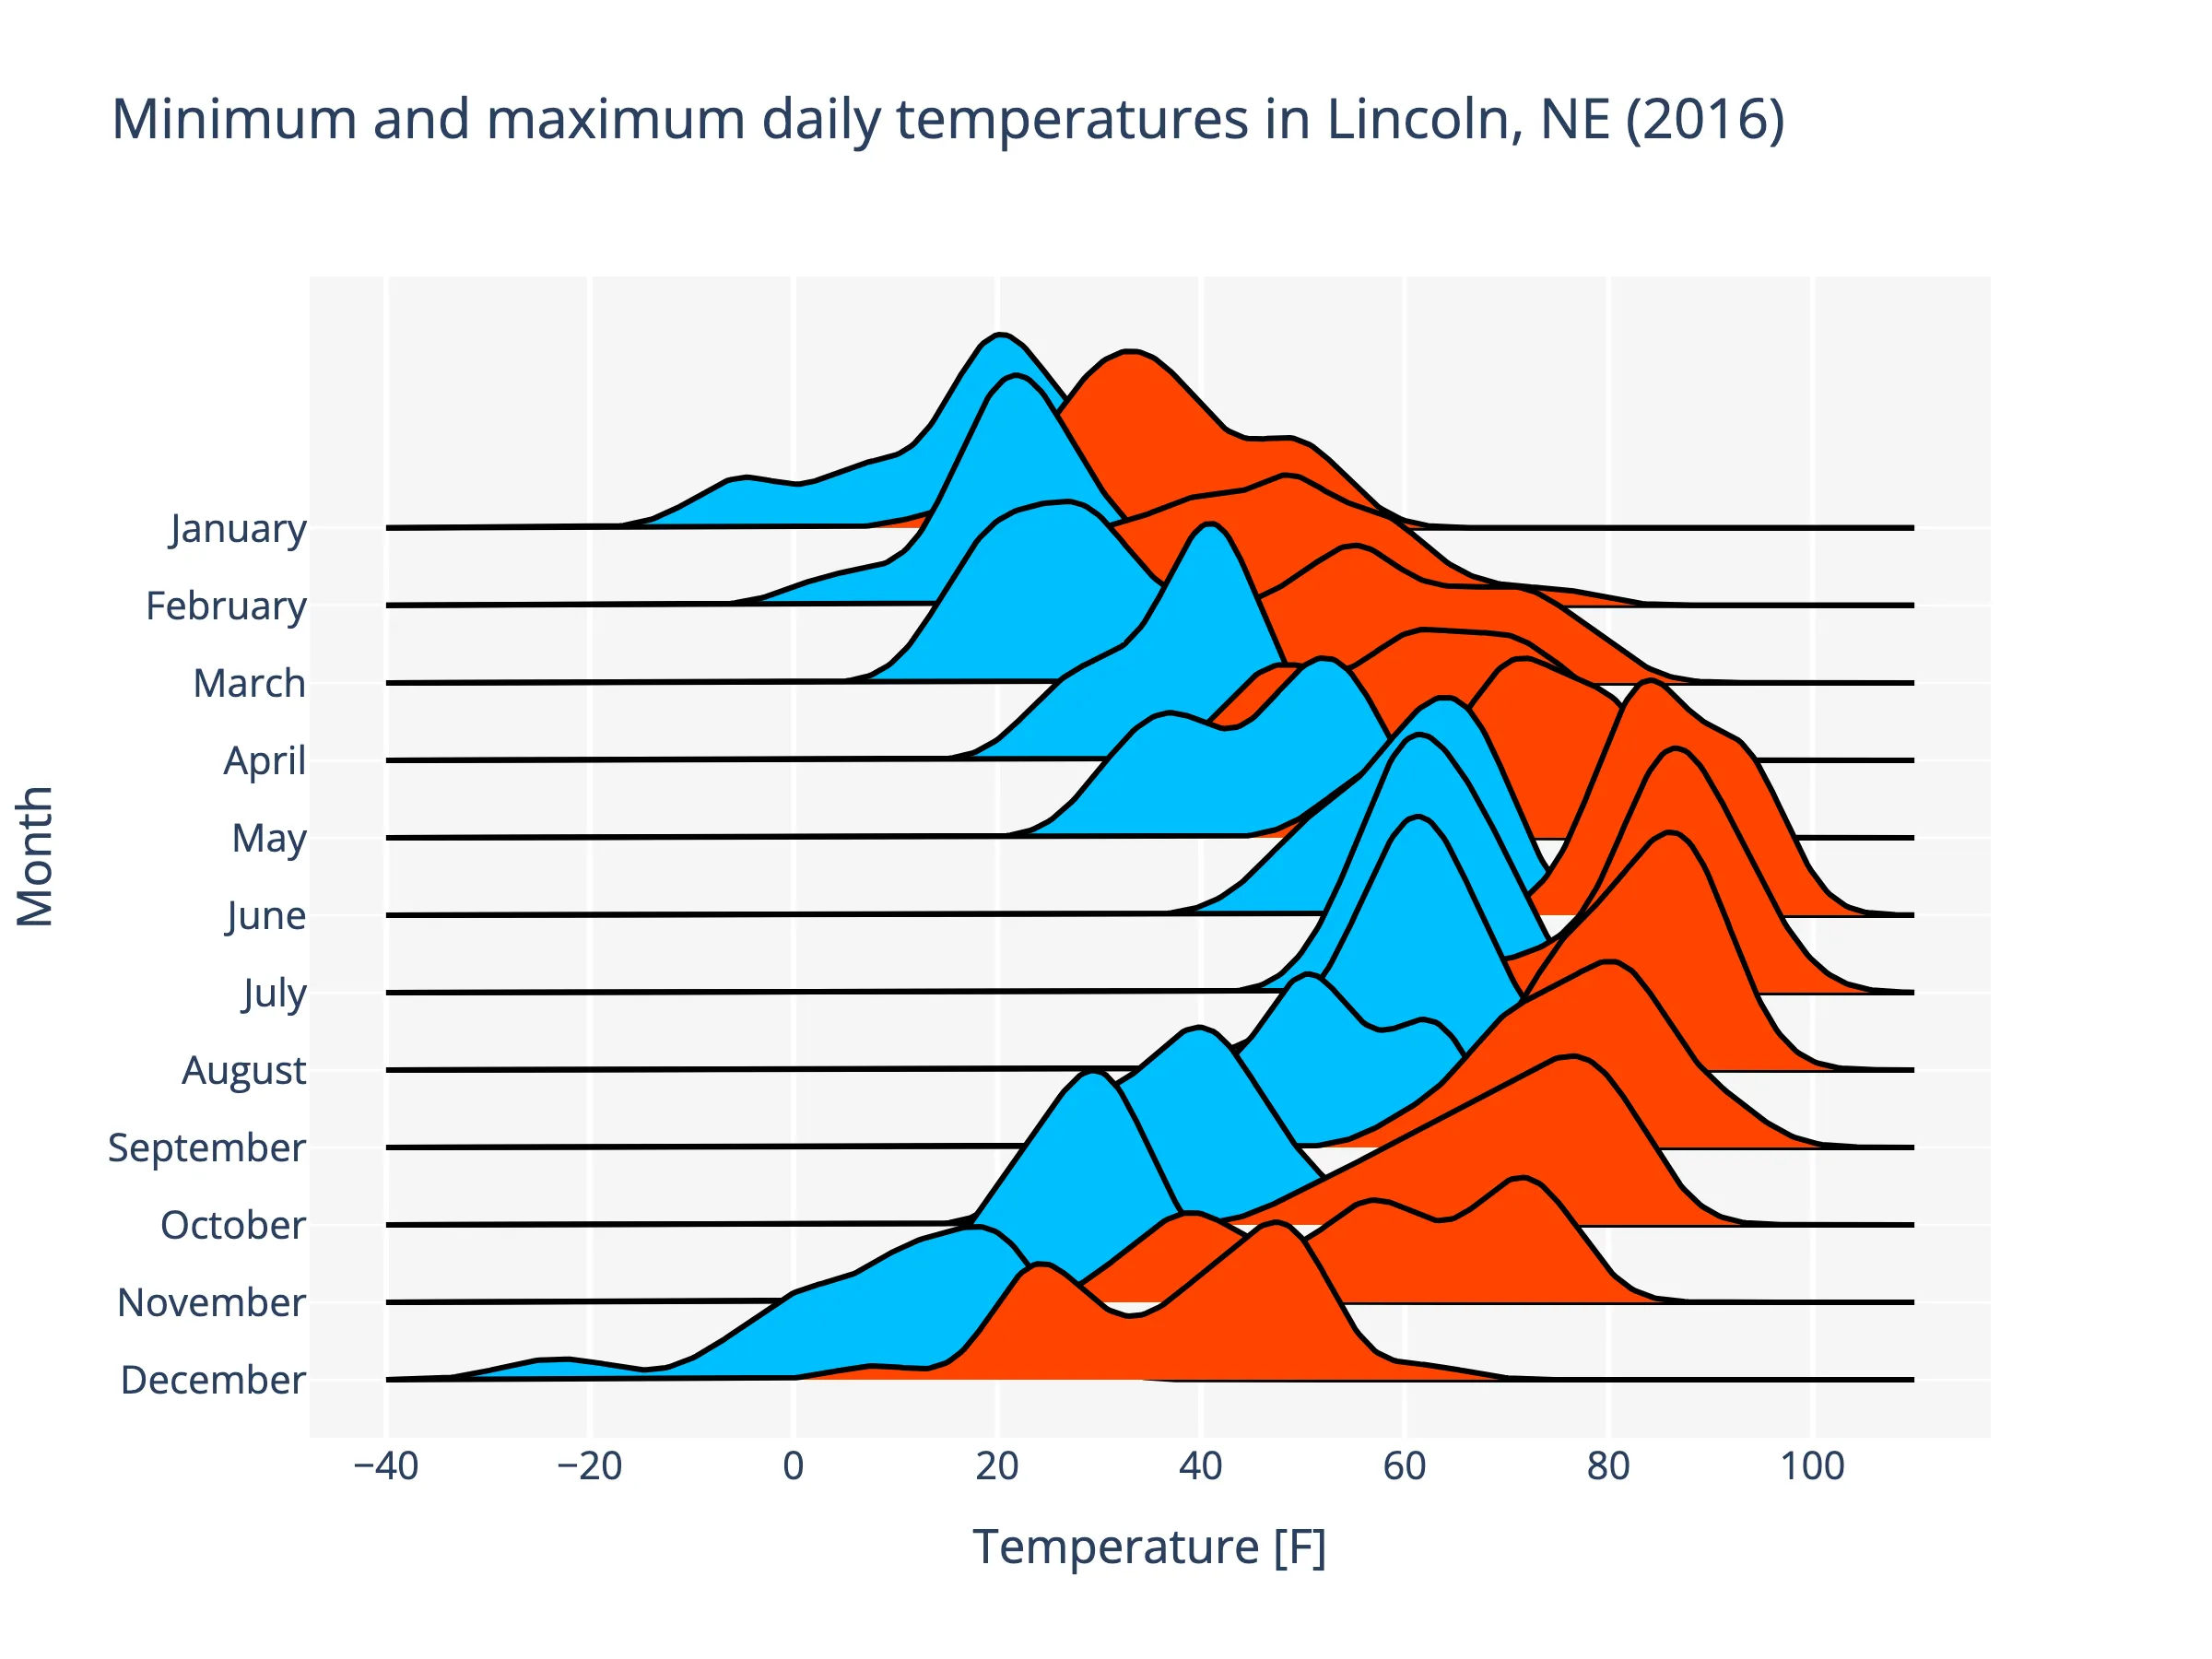 Minimum and maximum daily temperatures in Lincoln, NE (2016)
January
February
March
April
May
June
July
August
September
October
November
December
Month
−40 −20 0 20 40 60 80 100
Temperature [F]